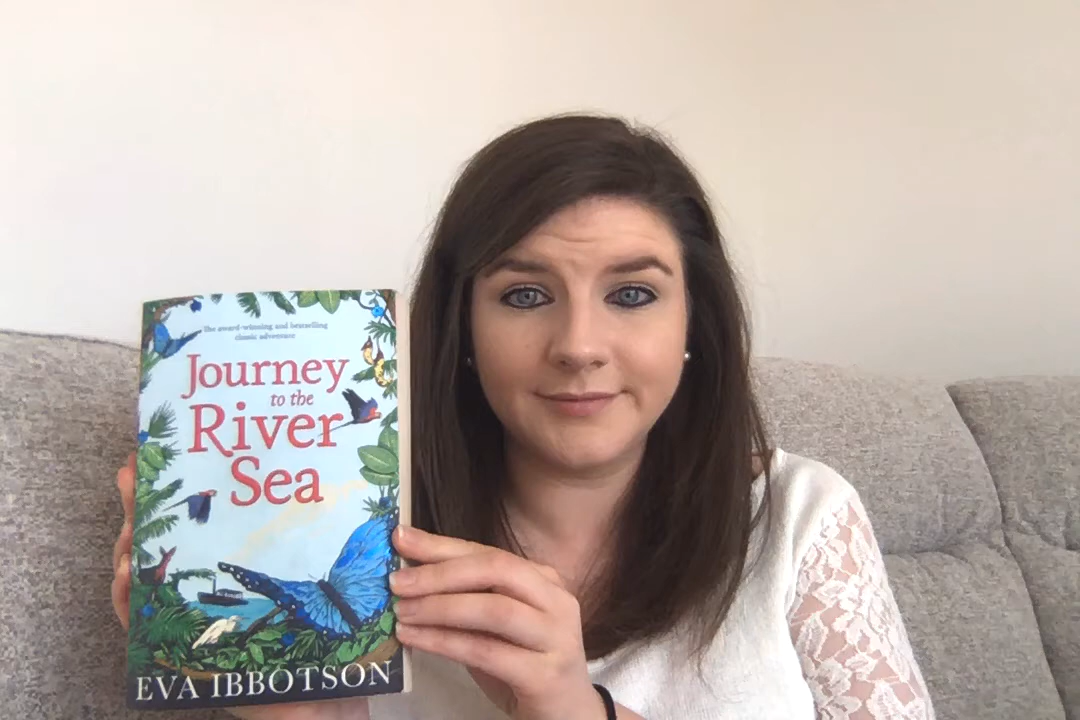 The award-winning and bestselling
classic adventure
Journey
to the
River
Sea
EVA IBBOTSON